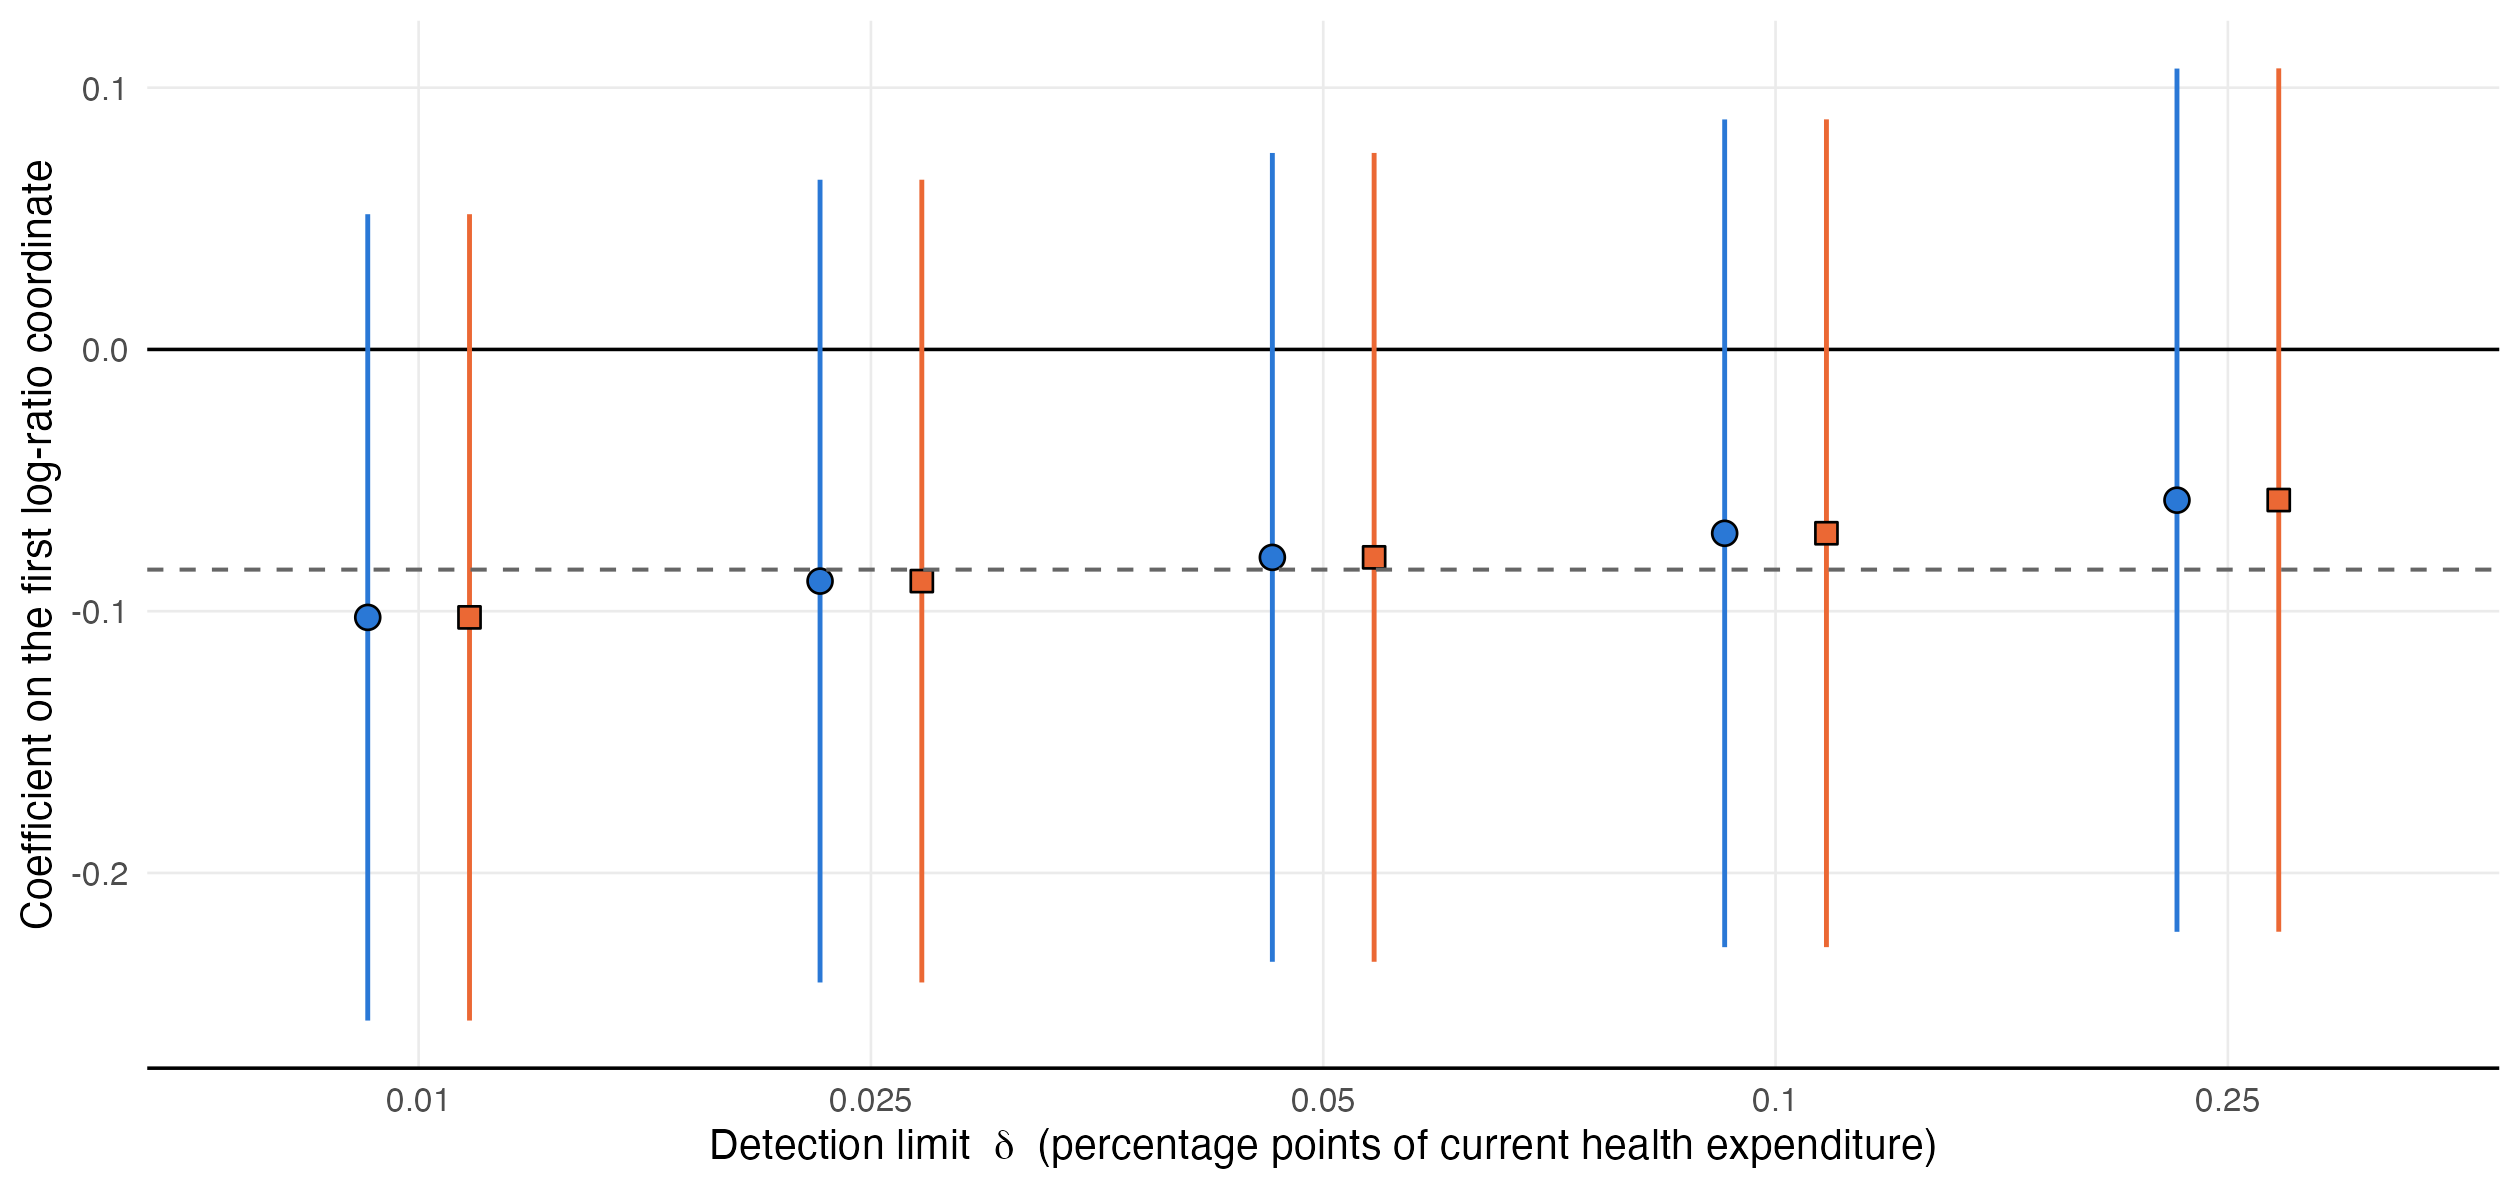 Coefficient on the first log-ratio coordinate
0.1
0.0
-0.1
-0.2
0.01 0.025 0.05 0.1 0.25
Detection limit δ (percentage points of current health expenditure)